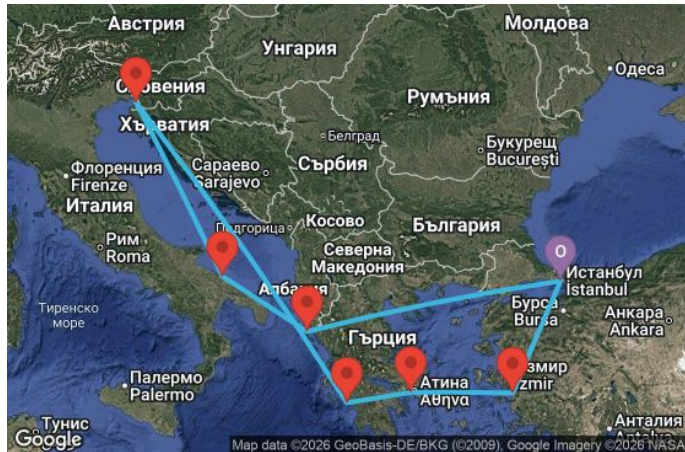 Австрия
Молдова
Унгария
Одеса
Словения
Румъния
Хърватия
Белград
Букурещ
București
Флоренция
Firenze
Сараево
Sarajevo
Сърбия
Италия
Подгорица
Косово
България
Рим
Roma
Северна
Македония
О
Истанбул
İstanbul
Албания
Тиренско
море
Бурса
Bursa
Анкара
Ankara
Гърция
Палермо
Palermo
Атина
Αθήνα
змир
zmir
Тунис
Анталия
Google
Map data ©2026 GeoBasis-DE/BKG (©2009), Google Imagery ©2026 NASA